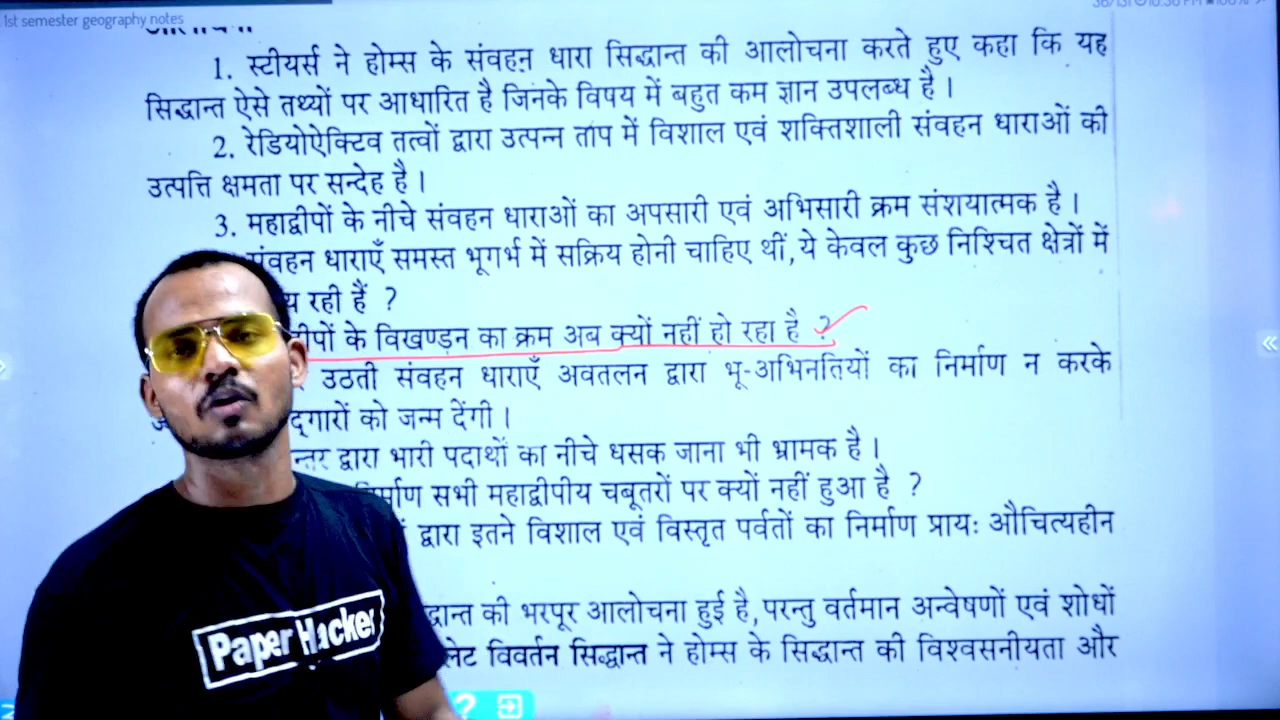 1st semester geography notes
1. स्टीयर्स ने होम्स के संवहन धारा सिद्धान्त की आलोचना करते हुए कहा कि यह
सिद्धान्त ऐसे तथ्यों पर आधारित है जिनके विषय में बहुत कम ज्ञान उपलब्ध है।
2. रेडियोऐक्टिव तत्वों द्वारा उत्पन्न ताप में विशाल एवं शक्तिशाली संवहन धाराओं की
उत्पत्ति क्षमता पर सन्देह है।
3. महाद्वीपों के नीचे संवहन धाराओं का अपसारी एवं अभिसारी क्रम संशयात्मक है।
संवहन धाराएँ समस्त भूगर्भ में सक्रिय होनी चाहिए थीं, ये केवल कुछ निश्चित क्षेत्रों में
रही हैं ?
के विखण्डन का क्रम अब क्यों नहीं हो रहा है ?
उठती संवहन धाराएँ अवतलन द्वारा भू-अभिनतियों का निर्माण न करके
को जन्म देंगी।
द्वारा भारी पदार्थों का नीचे धसक जाना भी भ्रामक है।
सभी महाद्वीपीय चबूतरों पर क्यों नहीं हुआ है ?
द्वारा इतने विशाल एवं विस्तृत पर्वतों का निर्माण प्रायः औचित्यहीन
की भरपूर आलोचना हुई है, परन्तु वर्तमान अन्वेषणों एवं शोधों
विवर्तन सिद्धान्त ने होम्स के सिद्धान्त की विश्वसनीयता और
Paper Hacker